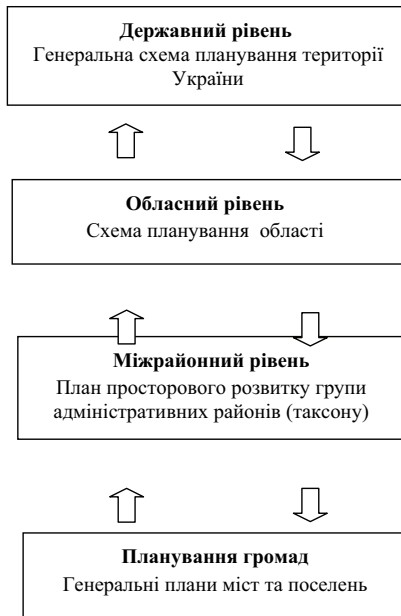 Державний рівень
Генеральна схема планування території
України
Обласний рівень
Схема планування області
Міжрайонний рівень
План просторового розвитку групи
адміністративних районів (таксону)
Планування громад
Генеральні плани міст та поселень